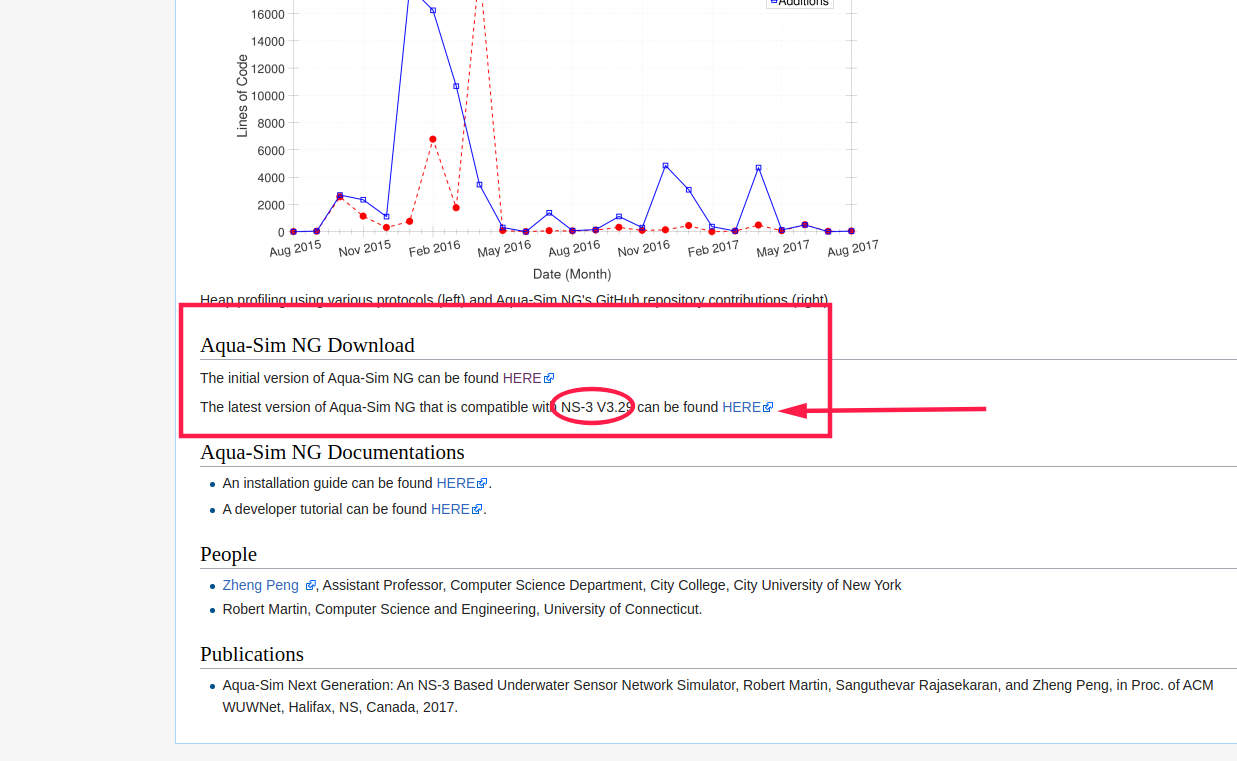 16000
Additions
14000
12000
10000
8000
6000
4000
2000
0
Lines of Code
Aug 2015 Nov 2015 Feb 2016 May 2016 Aug 2016 Nov 2016 Feb 2017 May 2017 Aug 2017
Date (Month)
Heap profiling using various protocols (left) and Aqua-Sim NG's GitHub repository contributions (right)
Aqua-Sim NG Download
The initial version of Aqua-Sim NG can be found HERE
The latest version of Aqua-Sim NG that is compatible with NS-3 V3.29 can be found HERE
Aqua-Sim NG Documentations
An installation guide can be found HERE.
A developer tutorial can be found HERE.
People
Zheng Peng , Assistant Professor, Computer Science Department, City College, City University of New York
Robert Martin, Computer Science and Engineering, University of Connecticut.
Publications
Aqua-Sim Next Generation: An NS-3 Based Underwater Sensor Network Simulator, Robert Martin, Sanguthevar Rajasekaran, and Zheng Peng, in Proc. of ACM
WUWNet, Halifax, NS, Canada, 2017.